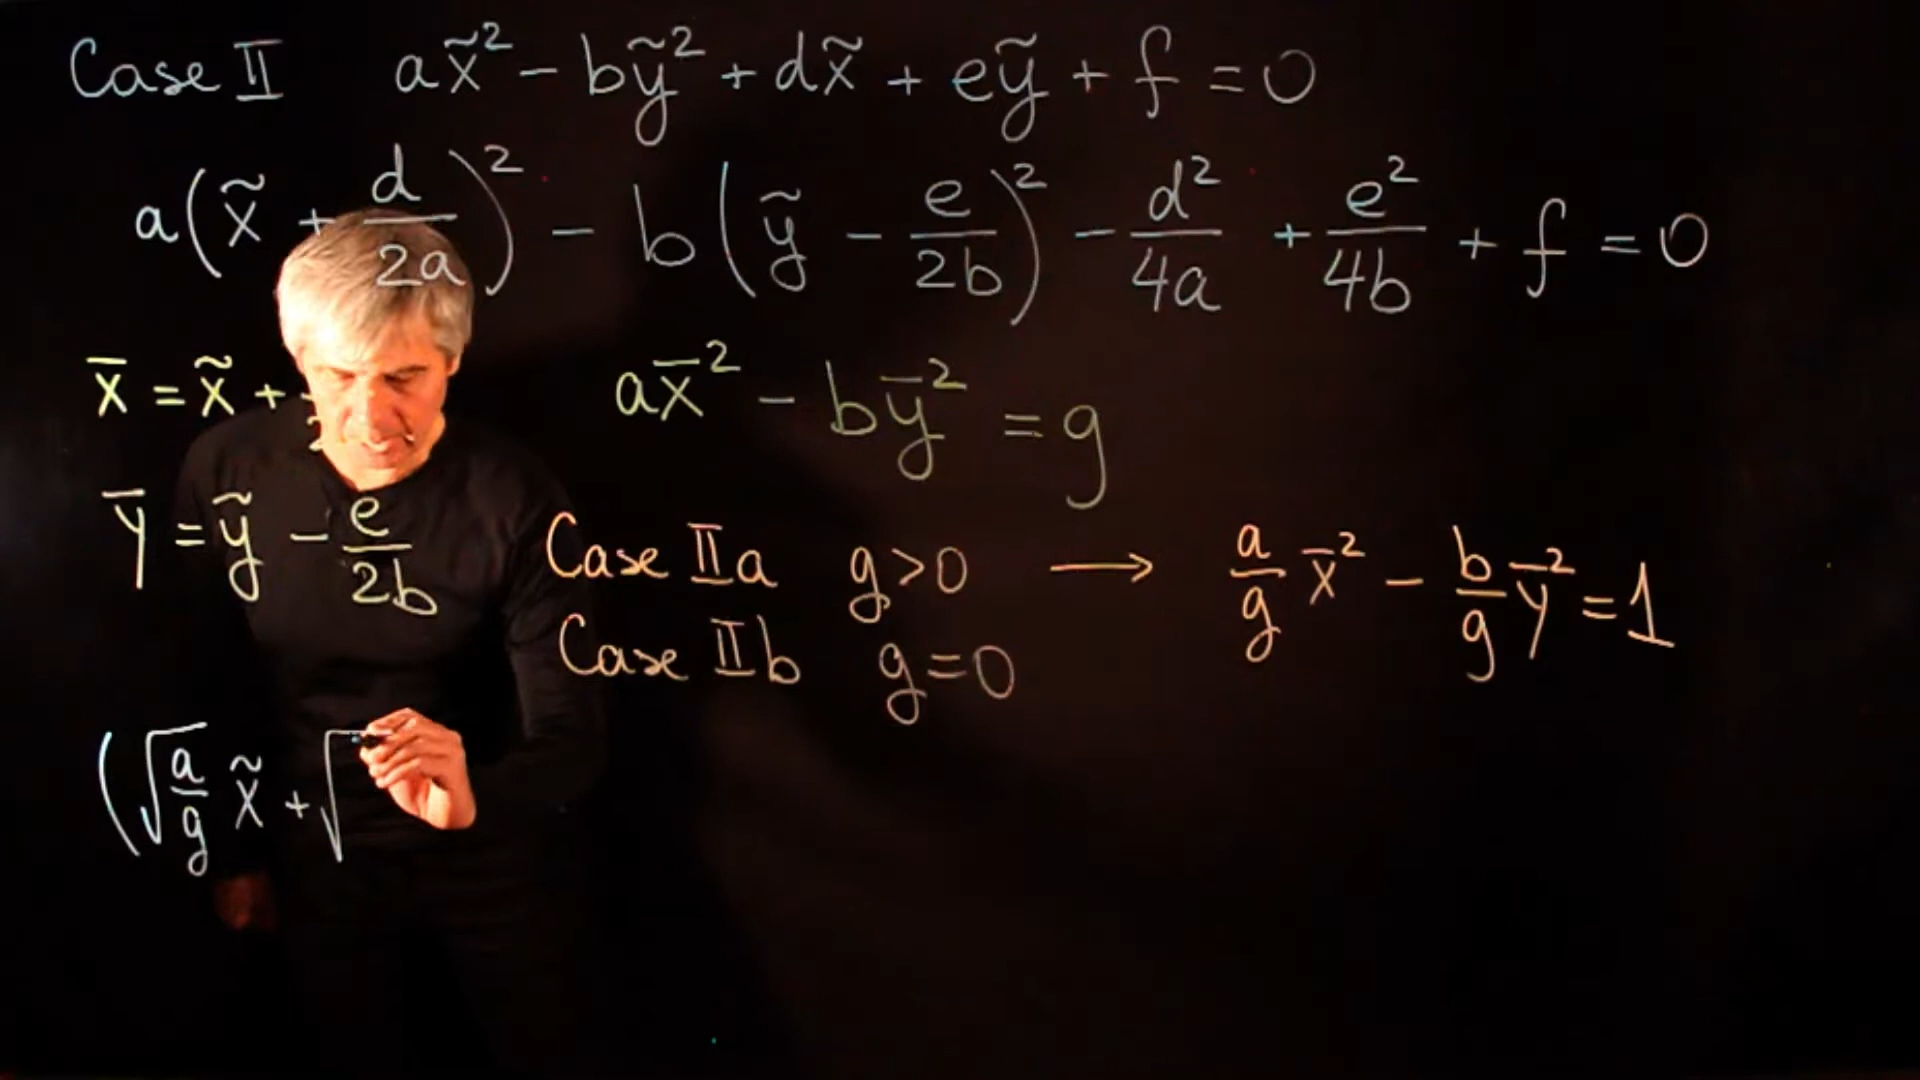 Case II ax̃² - bỹ² + dx̃ + eỹ + f = 0
a(x̃ + d/2a)² - b(ỹ - e/2b)² - d²/4a + e²/4b + f = 0
x̄ = x̃ +
ax̄² - bȳ² = g
ȳ = ỹ - e/2b
Case IIa g>0 → a/g x̄² - b/g ȳ² = 1
Case IIb g=0
(√a/g x̃ + √